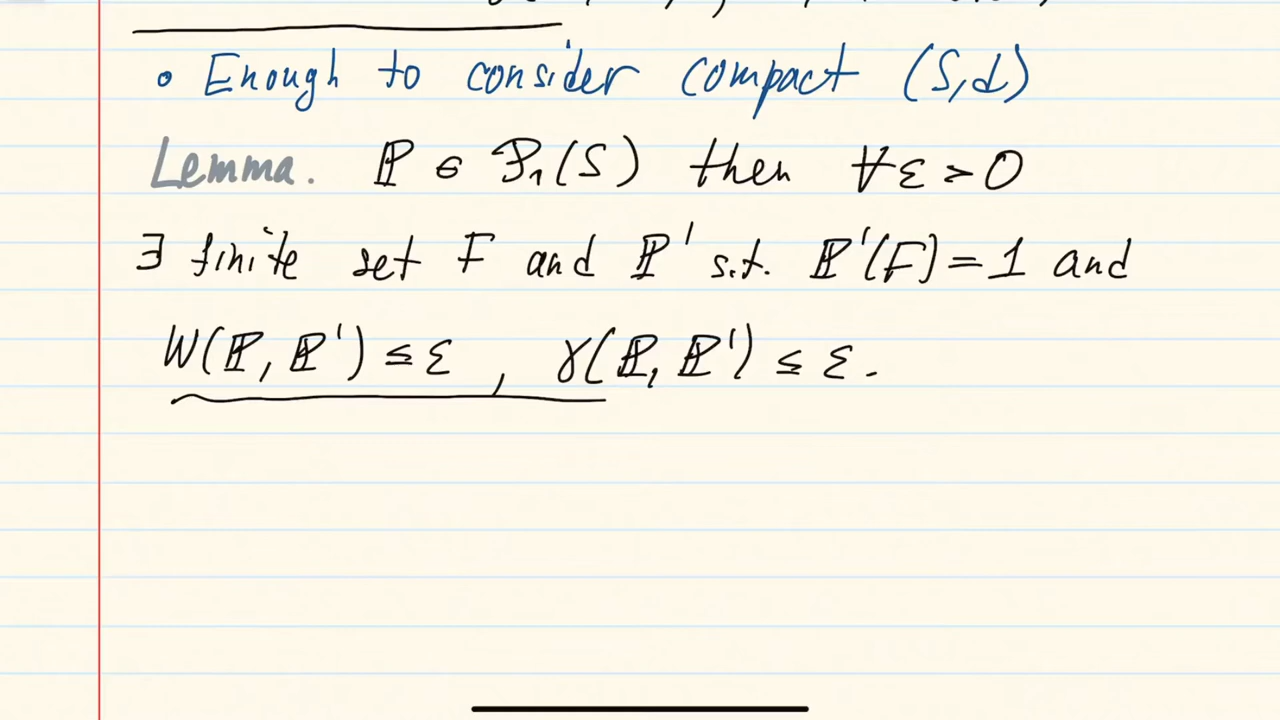 • Enough to consider compact (S,d)
Lemma. ℙ ∈ 𝒫₁(S) then ∀ε > 0
∃ finite set F and ℙ' s.t. ℙ'(F) = 1 and
W(ℙ, ℙ') ≤ ε , γ(ℙ, ℙ') ≤ ε.